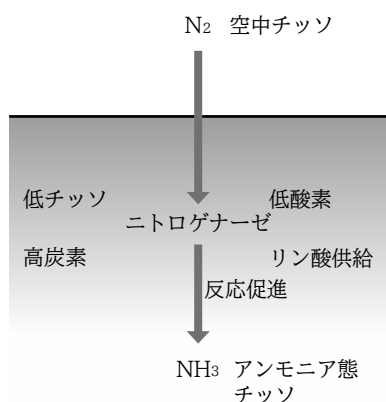 N₂ 空中チッソ
低チッソ 低酸素
ニトロゲナーゼ
高炭素 リン酸供給
反応促進
NH₃ アンモニア態
チッソ